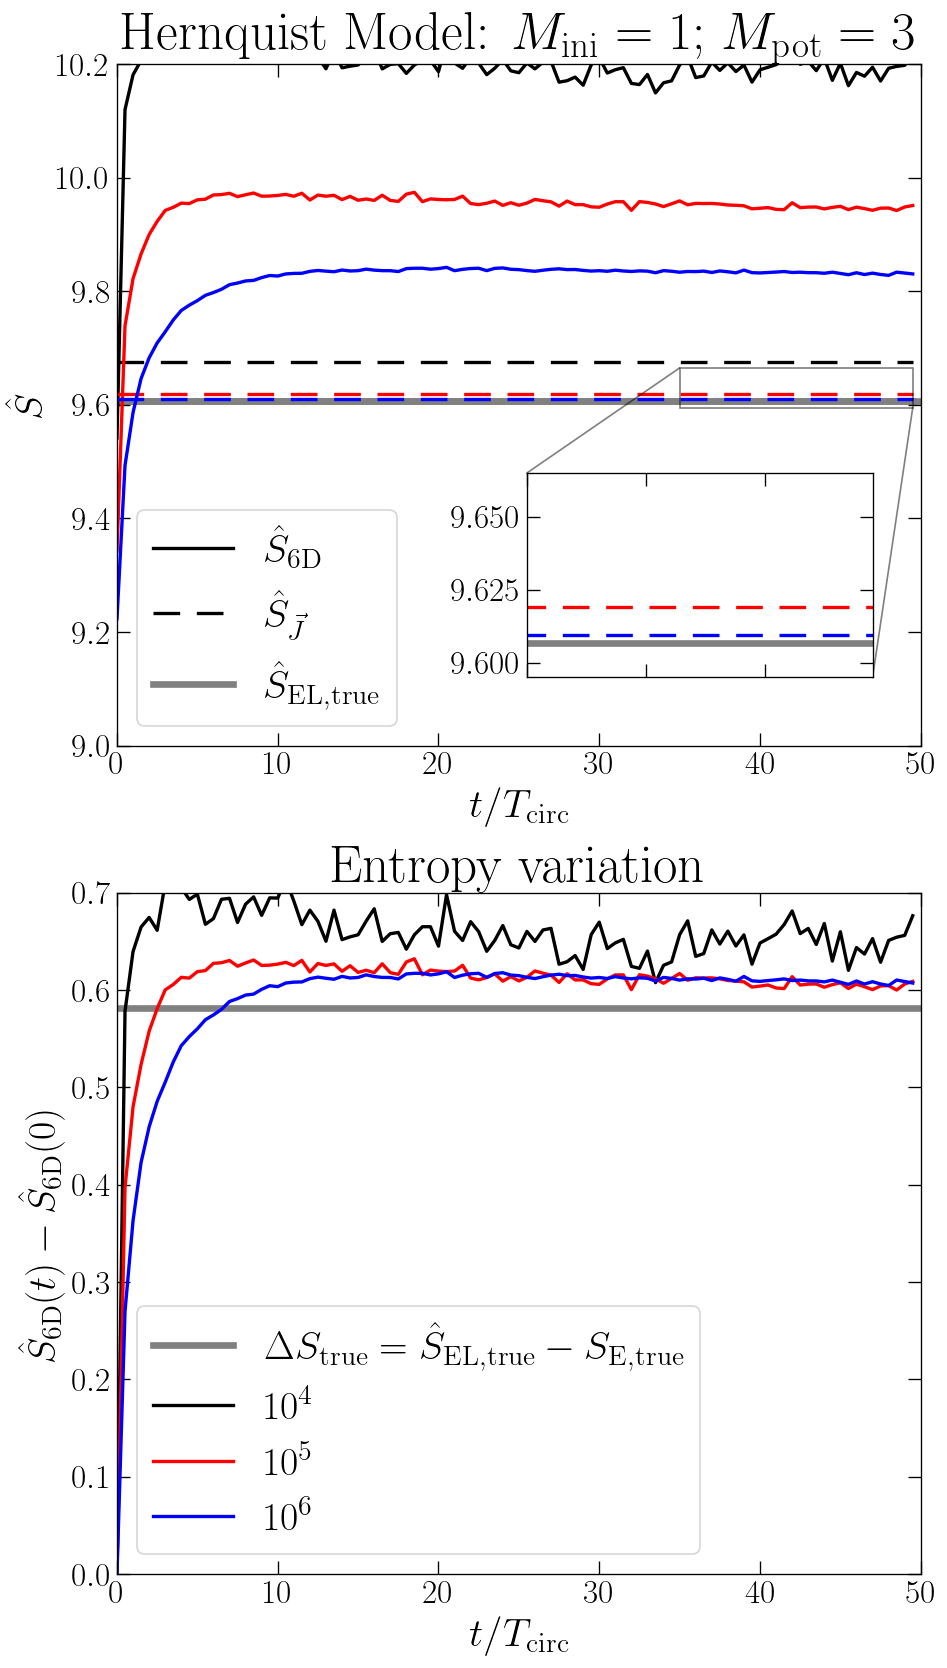 Hernquist Model: M_ini = 1; M_pot = 3
10.2
10.0
9.8
9.6
9.4
9.2
9.0
Ŝ
Ŝ_6D
Ŝ_J⃗
Ŝ_EL,true
9.650
9.625
9.600
0 10 20 30 40 50
t/T_circ
Entropy variation
0.7
0.6
0.5
0.4
0.3
0.2
0.1
0.0
Ŝ_6D(t) − Ŝ_6D(0)
ΔS_true = Ŝ_EL,true − S_E,true
10^4
10^5
10^6
0 10 20 30 40 50
t/T_circ